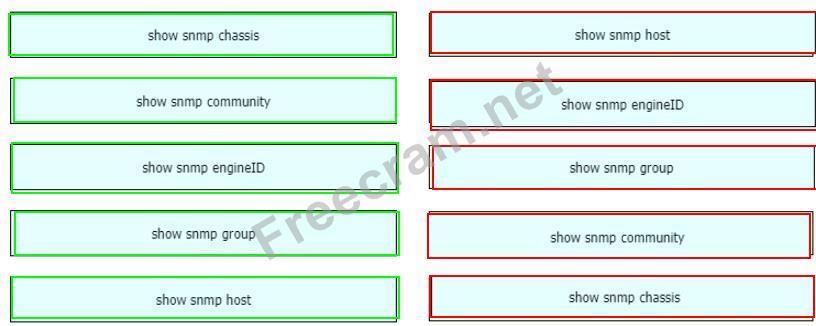 show snmp chassis
show snmp host
show snmp community
show snmp engineID
show snmp engineID
show snmp group
show snmp group
show snmp community
show snmp host
show snmp chassis
Freecram.net